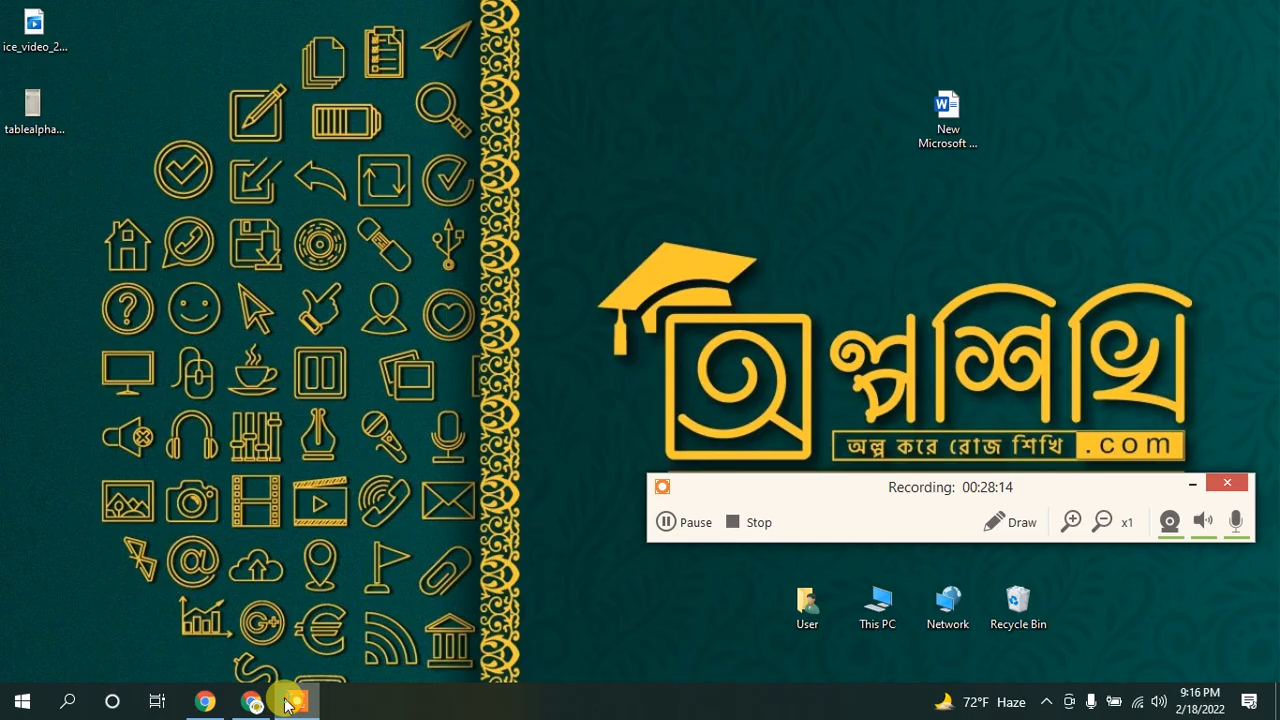 ice_video_2...
tablealpha...
New
Microsoft ...
অল্পশিখি
অল্প করে রোজ শিখি .com
Recording: 00:28:14
Pause Stop Draw x1
User This PC Network Recycle Bin
72°F Haze
9:16 PM
2/18/2022